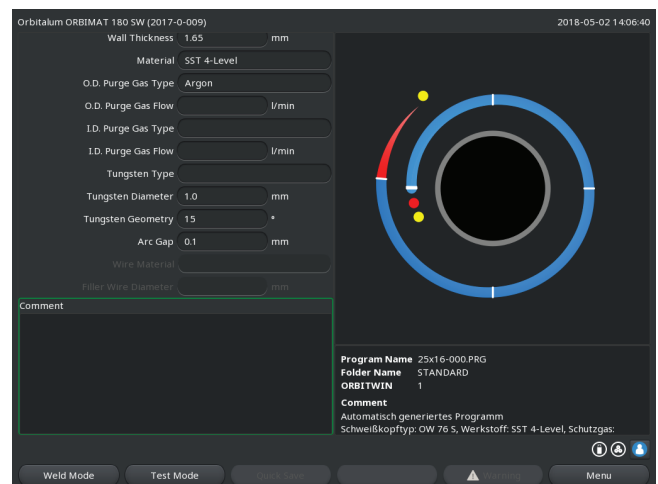 Orbitalum ORBIMAT 180 SW (2017-0-009) 2018-05-02 14:06:40
Wall Thickness 1.65 mm
Material SST 4-Level
O.D. Purge Gas Type Argon
O.D. Purge Gas Flow l/min
I.D. Purge Gas Type
I.D. Purge Gas Flow l/min
Tungsten Type
Tungsten Diameter 1.0 mm
Tungsten Geometry 15 °
Arc Gap 0.1 mm
Wire Material
Filler Wire Diameter mm
Comment
Program Name 25x16-000.PRG
Folder Name STANDARD
ORBITWIN 1
Comment
Automatisch generiertes Programm
Schweißkopftyp: OW 76 S, Werkstoff: SST 4-Level, Schutzgas:
Weld Mode Test Mode Quick Save Warning Menu